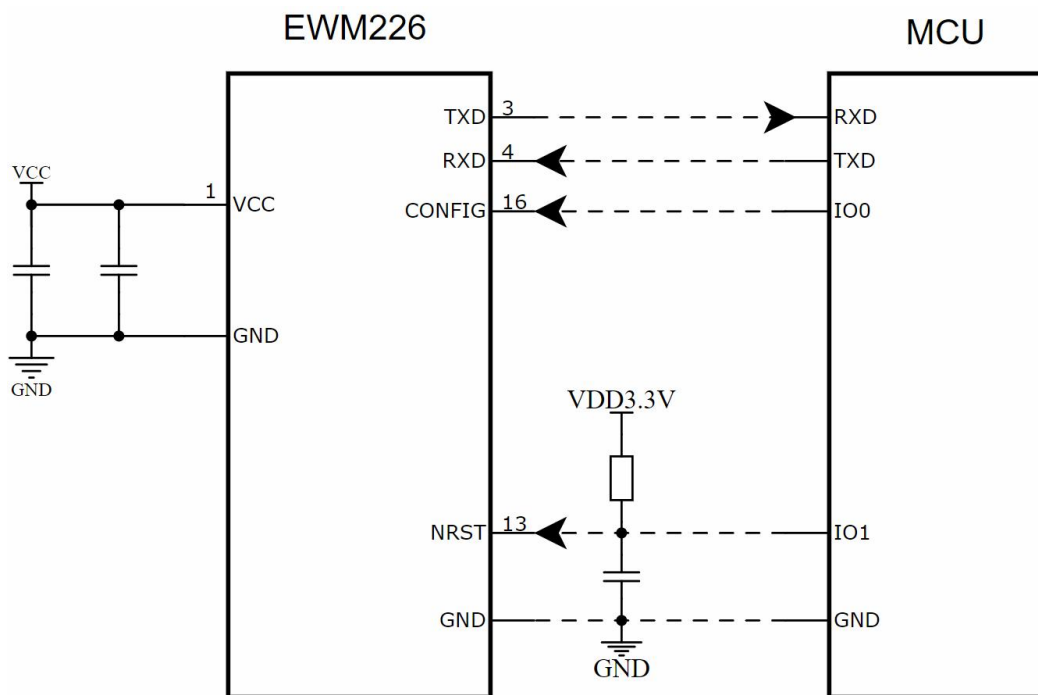 EWM226
MCU
TXD 3
RXD
RXD 4
TXD
VCC
1
VCC
CONFIG 16
IO0
GND
GND
VDD3.3V
NRST 13
IO1
GND
GND
GND